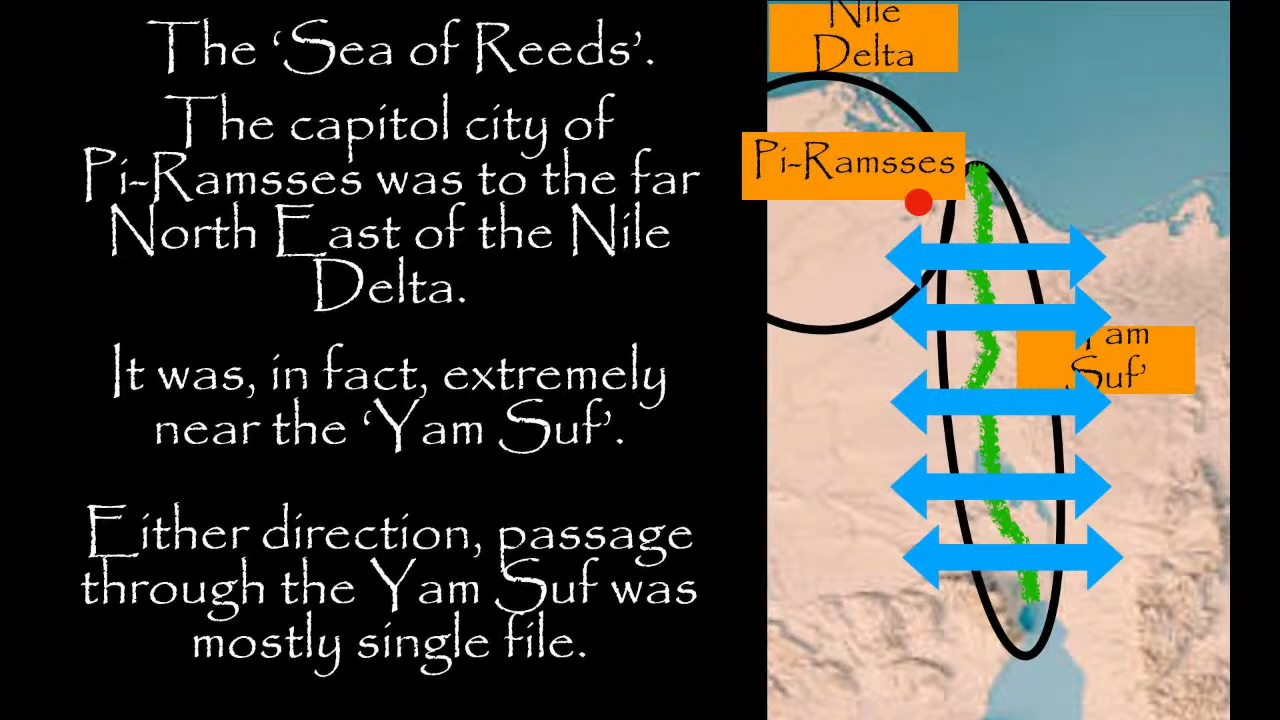 The ‘Sea of Reeds’.
The capitol city of
Pi-Ramsses was to the far
North East of the Nile
Delta.
It was, in fact, extremely
near the ‘Yam Suf’.
Either direction, passage
through the Yam Suf was
mostly single file.
Nile
Delta
Pi-Ramsses
Yam
Suf’